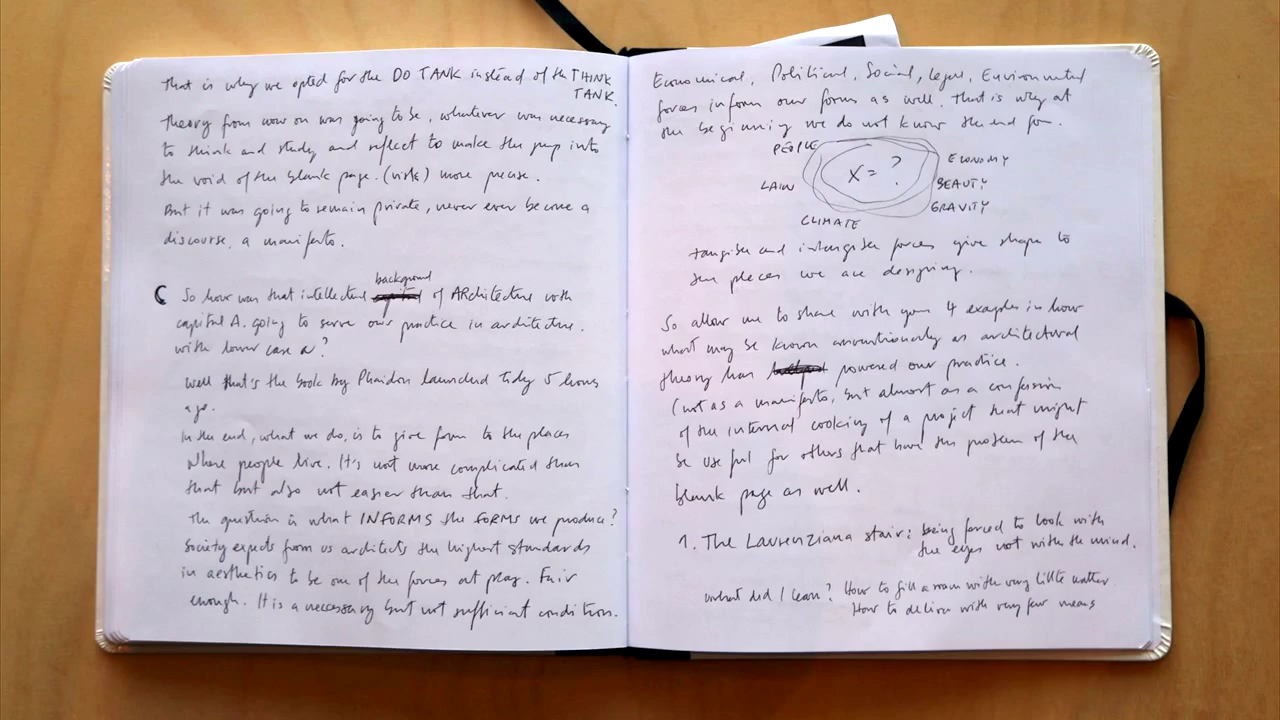 That is why we opted for the DO TANK instead of the THINK
TANK.
Theory from now on was going to be, whatever was necessary
to think and study and reflect to make the jump into
the void of the blank page. (risk) more precise.
But it was going to remain private, never ever become a
discourse, a manifesto.
background
So how was that intellectual of ARchitecture with
capital A. going to serve our practice in architecture.
with lower case a?
Well that's the book by Phaidon launched tidy 5 hours
ago.
In the end, what we do, is to give form to the places
where people live. It's not more complicated than
that but also not easier than that.
The question is what INFORMS the FORMS we produce?
Society expects from us architects the highest standards
in aesthetics to be one of the forces at play. Fair
enough. It is a necessary but not sufficient condition.
Economical, Political, Social, legal, Environmental
forces inform our form as well. That is why at
the beginning we do not know the end form.
PEOPLE
X = ?
ECONOMY
LAW
BEAUTY
GRAVITY
CLIMATE
tangible and intangible forces give shape to
the places we are designing.
So allow me to share with you 4 examples in how
what may be known conventionally as architectural
theory has powered our practice.
(not as a manifesto, but almost as a confession
of the internal cooking of a project that might
be useful for others that have the problem of the
blank page as well.
1. The Laurenziana stair: being forced to look with
the eyes not with the mind.
what did I learn? How to fill a room with very little matter.
How to deliver with very few means